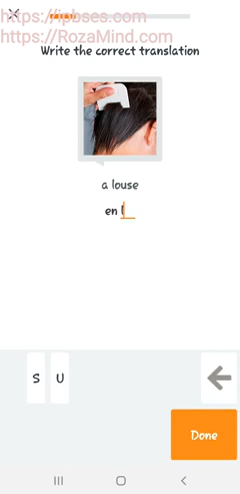 https://ipbses.com
https://RozaMind.com
Write the correct translation
a louse
en l
S U
Done